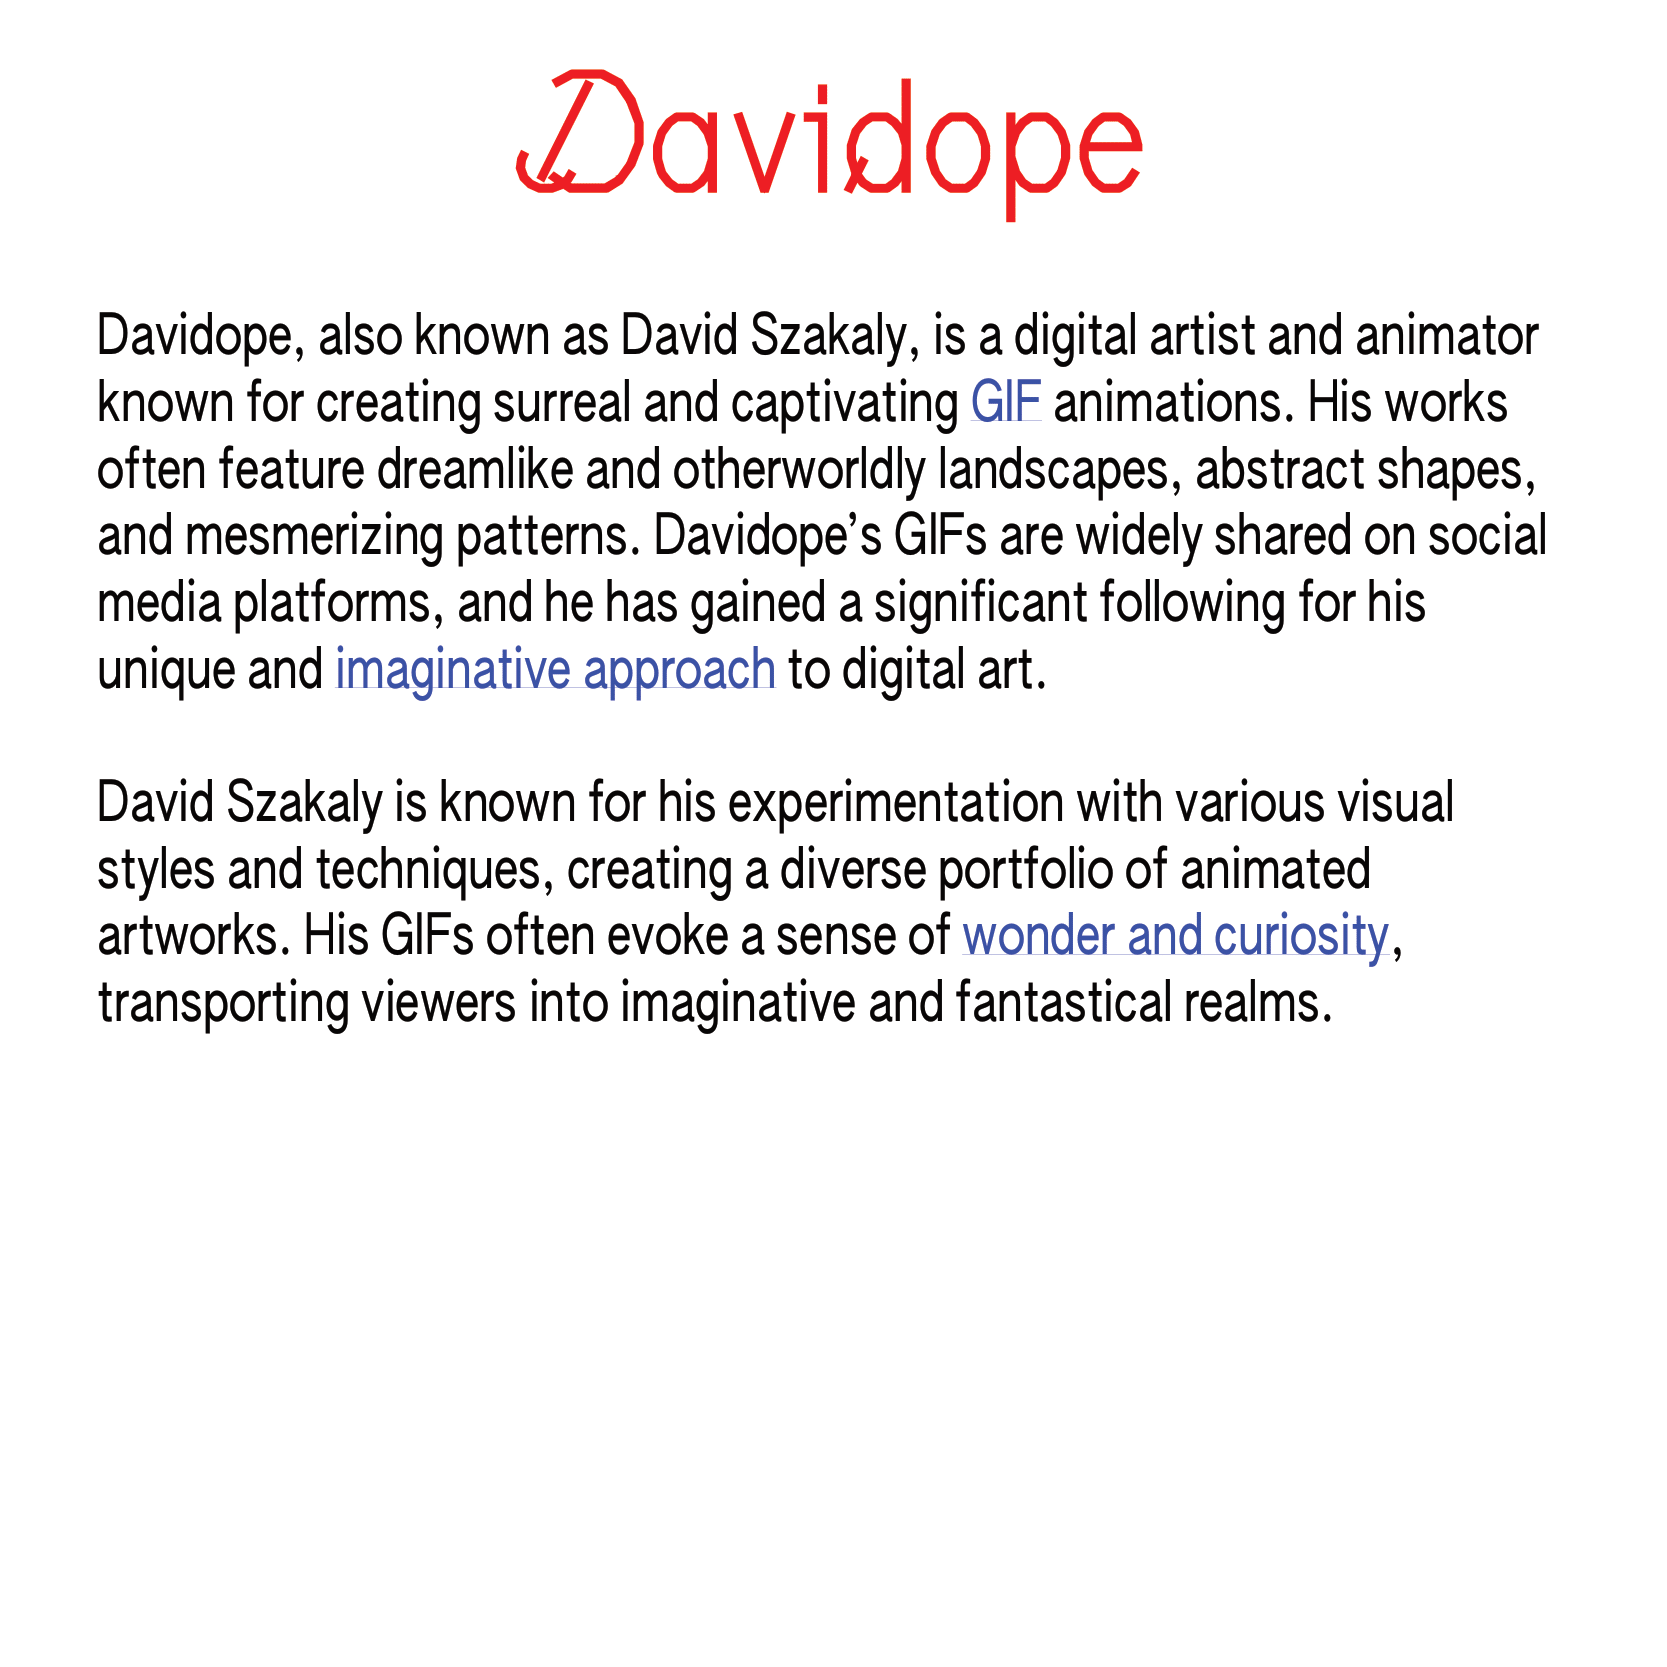 Davidope
Davidope, also known as David Szakaly, is a digital artist and animator
known for creating surreal and captivating GIF animations. His works
often feature dreamlike and otherworldly landscapes, abstract shapes,
and mesmerizing patterns. Davidope’s GIFs are widely shared on social
media platforms, and he has gained a significant following for his
unique and imaginative approach to digital art.
David Szakaly is known for his experimentation with various visual
styles and techniques, creating a diverse portfolio of animated
artworks. His GIFs often evoke a sense of wonder and curiosity,
transporting viewers into imaginative and fantastical realms.